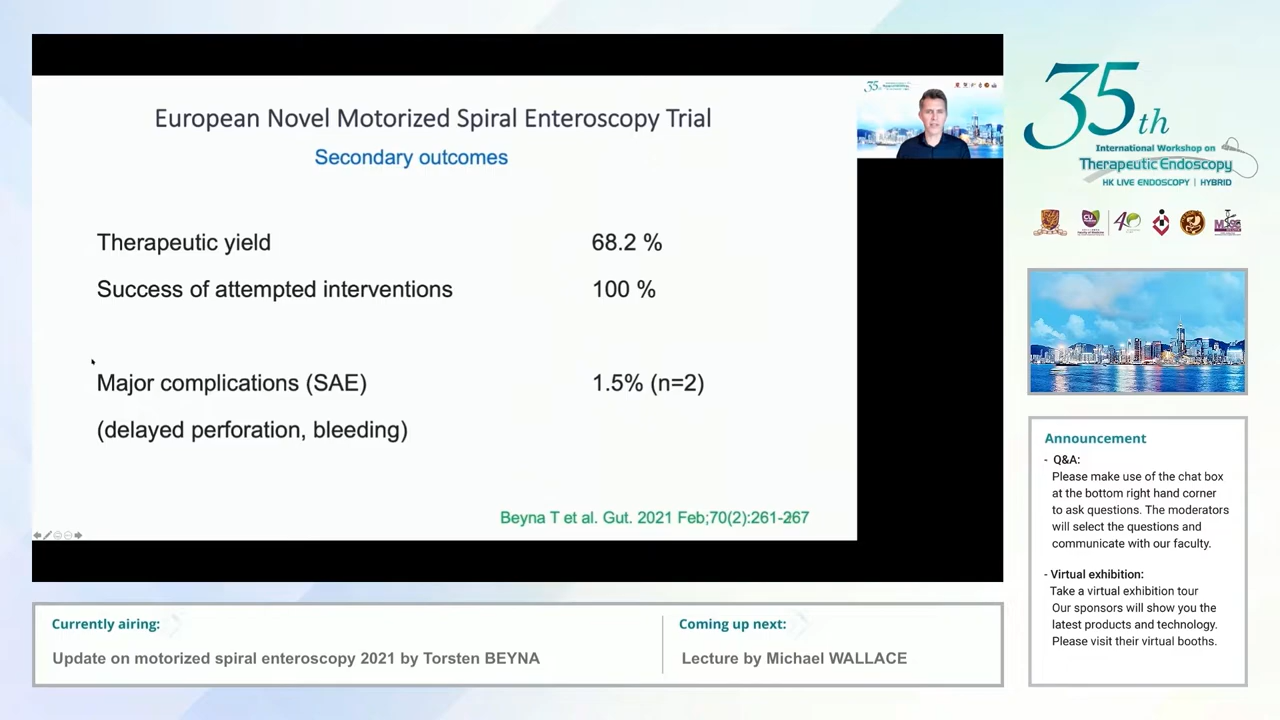 European Novel Motorized Spiral Enteroscopy Trial
Secondary outcomes
Therapeutic yield 68.2 %
Success of attempted interventions 100 %
Major complications (SAE) 1.5% (n=2)
(delayed perforation, bleeding)
Beyna T et al. Gut. 2021 Feb;70(2):261-267
35th
International Workshop on
Therapeutic Endoscopy
HK LIVE ENDOSCOPY | HYBRID
Announcement
- Q&A:
Please make use of the chat box
at the bottom right hand corner
to ask questions. The moderators
will select the questions and
communicate with our faculty.
- Virtual exhibition:
Take a virtual exhibition tour
Our sponsors will show you the
latest products and technology.
Please visit their virtual booths.
Currently airing:
Update on motorized spiral enteroscopy 2021 by Torsten BEYNA
Coming up next:
Lecture by Michael WALLACE